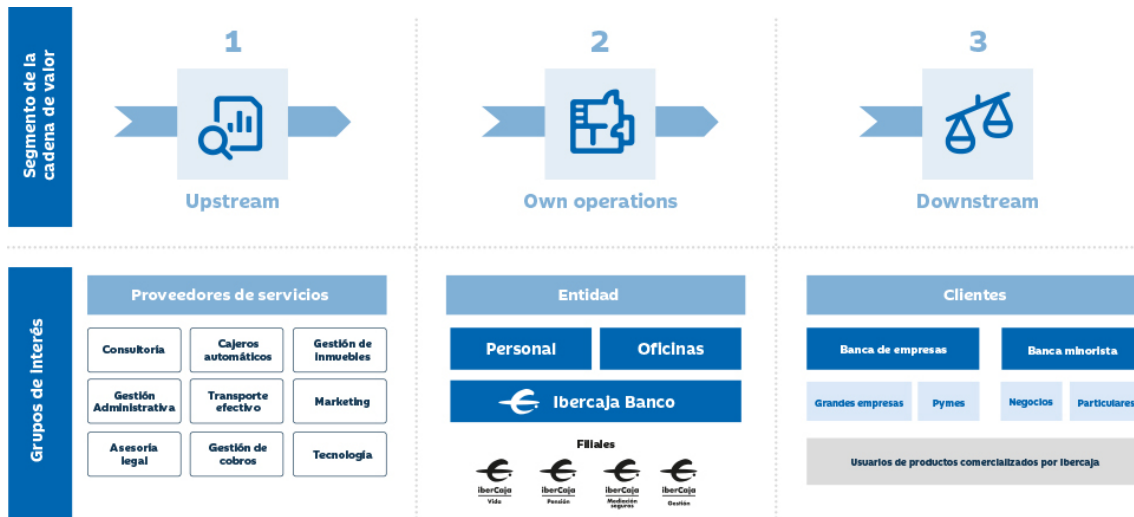 Segmento de la
cadena de valor
1
2
3
Upstream
Own operations
Downstream
Grupos de Interés
Proveedores de servicios
Consultoría
Cajeros
automáticos
Gestión de
inmuebles
Gestión
Administrativa
Transporte
efectivo
Marketing
Asesoría
legal
Gestión de
cobros
Tecnología
Entidad
Personal
Oficinas
Ibercaja Banco
Filiales
iberCaja
Vida
iberCaja
Pensión
iberCaja
Mediación
seguros
iberCaja
Gestión
Clientes
Banca de empresas
Banca minorista
Grandes empresas
Pymes
Negocios
Particulares
Usuarios de productos comercializados por Ibercaja